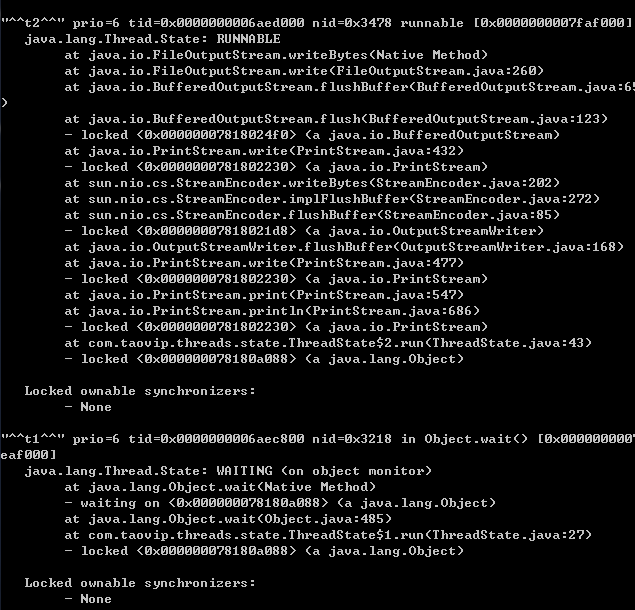 "^^t2^^" prio=6 tid=0x0000000006aed000 nid=0x3478 runnable [0x0000000007faf000]
java.lang.Thread.State: RUNNABLE
at java.io.FileOutputStream.writeBytes(Native Method)
at java.io.FileOutputStream.write(FileOutputStream.java:260)
at java.io.BufferedOutputStream.flushBuffer(BufferedOutputStream.java:65
)
at java.io.BufferedOutputStream.flush(BufferedOutputStream.java:123)
- locked <0x00000007818024f0> (a java.io.BufferedOutputStream)
at java.io.PrintStream.write(PrintStream.java:432)
- locked <0x0000000781802230> (a java.io.PrintStream)
at sun.nio.cs.StreamEncoder.writeBytes(StreamEncoder.java:202)
at sun.nio.cs.StreamEncoder.implFlushBuffer(StreamEncoder.java:272)
at sun.nio.cs.StreamEncoder.flushBuffer(StreamEncoder.java:85)
- locked <0x00000007818021d8> (a java.io.OutputStreamWriter)
at java.io.OutputStreamWriter.flushBuffer(OutputStreamWriter.java:168)
at java.io.PrintStream.write(PrintStream.java:477)
- locked <0x0000000781802230> (a java.io.PrintStream)
at java.io.PrintStream.print(PrintStream.java:547)
at java.io.PrintStream.println(PrintStream.java:686)
- locked <0x0000000781802230> (a java.io.PrintStream)
at com.taovip.threads.state.ThreadState$2.run(ThreadState.java:43)
- locked <0x000000078180a088> (a java.lang.Object)
Locked ownable synchronizers:
- None
"^^t1^^" prio=6 tid=0x0000000006aec800 nid=0x3218 in Object.wait() [0x0000000007
eaf000]
java.lang.Thread.State: WAITING (on object monitor)
at java.lang.Object.wait(Native Method)
- waiting on <0x000000078180a088> (a java.lang.Object)
at java.lang.Object.wait(Object.java:485)
at com.taovip.threads.state.ThreadState$1.run(ThreadState.java:27)
- locked <0x000000078180a088> (a java.lang.Object)
Locked ownable synchronizers:
- None